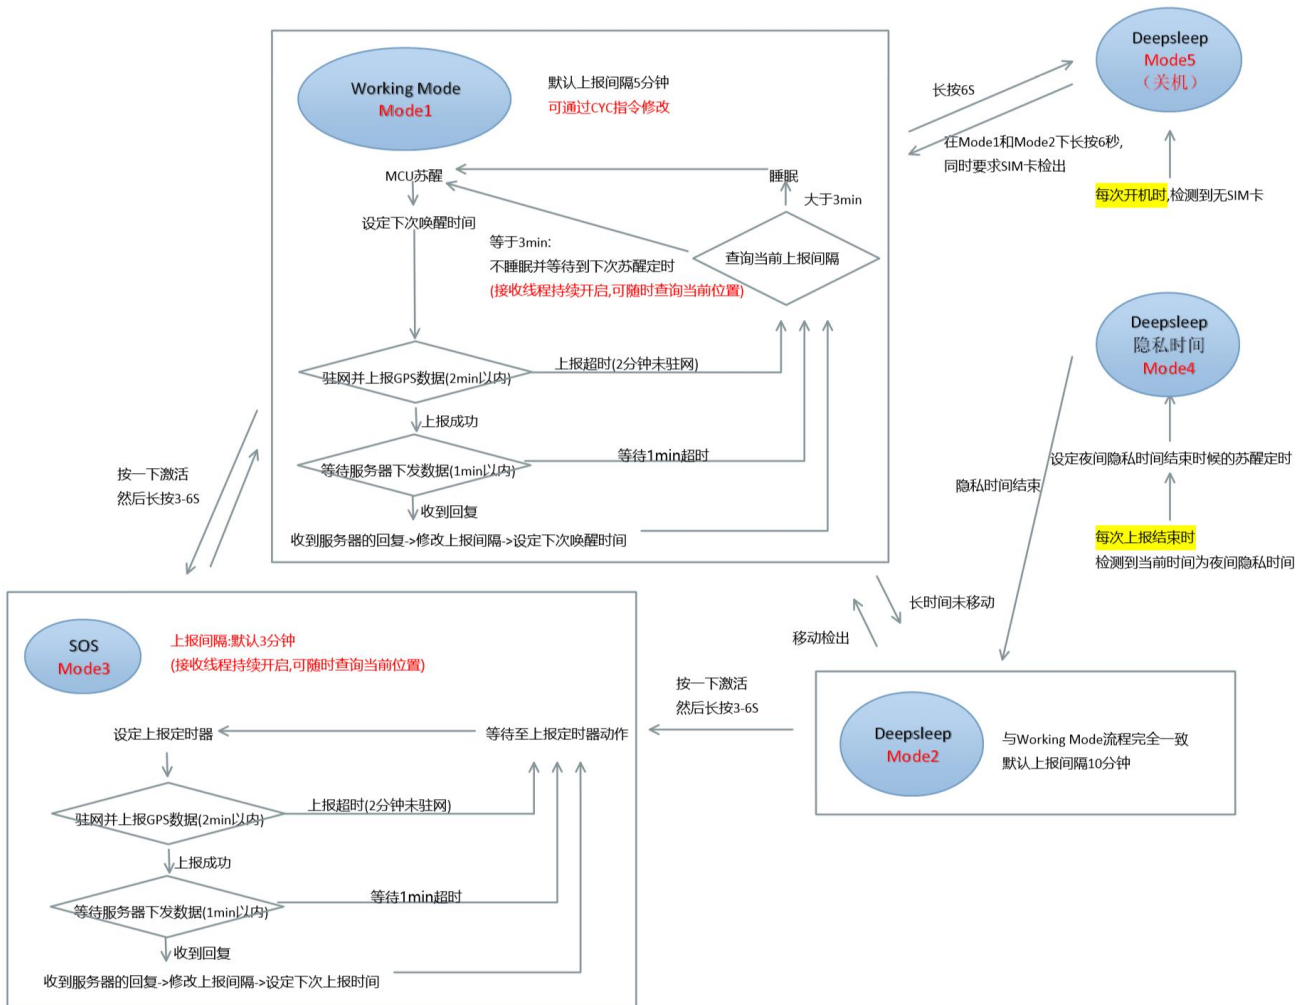 Working Mode
Mode1
默认上报间隔5分钟
可通过CYC指令修改
MCU苏醒
睡眠
大于3min
设定下次唤醒时间
等于3min:
不睡眠并等待到下次苏醒定时
(接收线程持续开启,可随时查询当前位置)
查询当前上报间隔
驻网并上报GPS数据(2min以内)
上报超时(2分钟未驻网)
上报成功
等待服务器下发数据(1min以内)
等待1min超时
收到回复
收到服务器的回复->修改上报间隔->设定下次唤醒时间
长按6S
在Mode1和Mode2下长按6秒,
同时要求SIM卡检出
Deepsleep
Mode5
（关机）
每次开机时,检测到无SIM卡
Deepsleep
隐私时间
Mode4
设定夜间隐私时间结束时候的苏醒定时
隐私时间结束
每次上报结束时
检测到当前时间为夜间隐私时间
按一下激活
然后长按3-6S
长时间未移动
移动检出
SOS
Mode3
上报间隔:默认3分钟
(接收线程持续开启,可随时查询当前位置)
设定上报定时器
等待至上报定时器动作
驻网并上报GPS数据(2min以内)
上报超时(2分钟未驻网)
上报成功
等待服务器下发数据(1min以内)
等待1min超时
收到回复
收到服务器的回复->修改上报间隔->设定下次上报时间
按一下激活
然后长按3-6S
Deepsleep
Mode2
与Working Mode流程完全一致
默认上报间隔10分钟